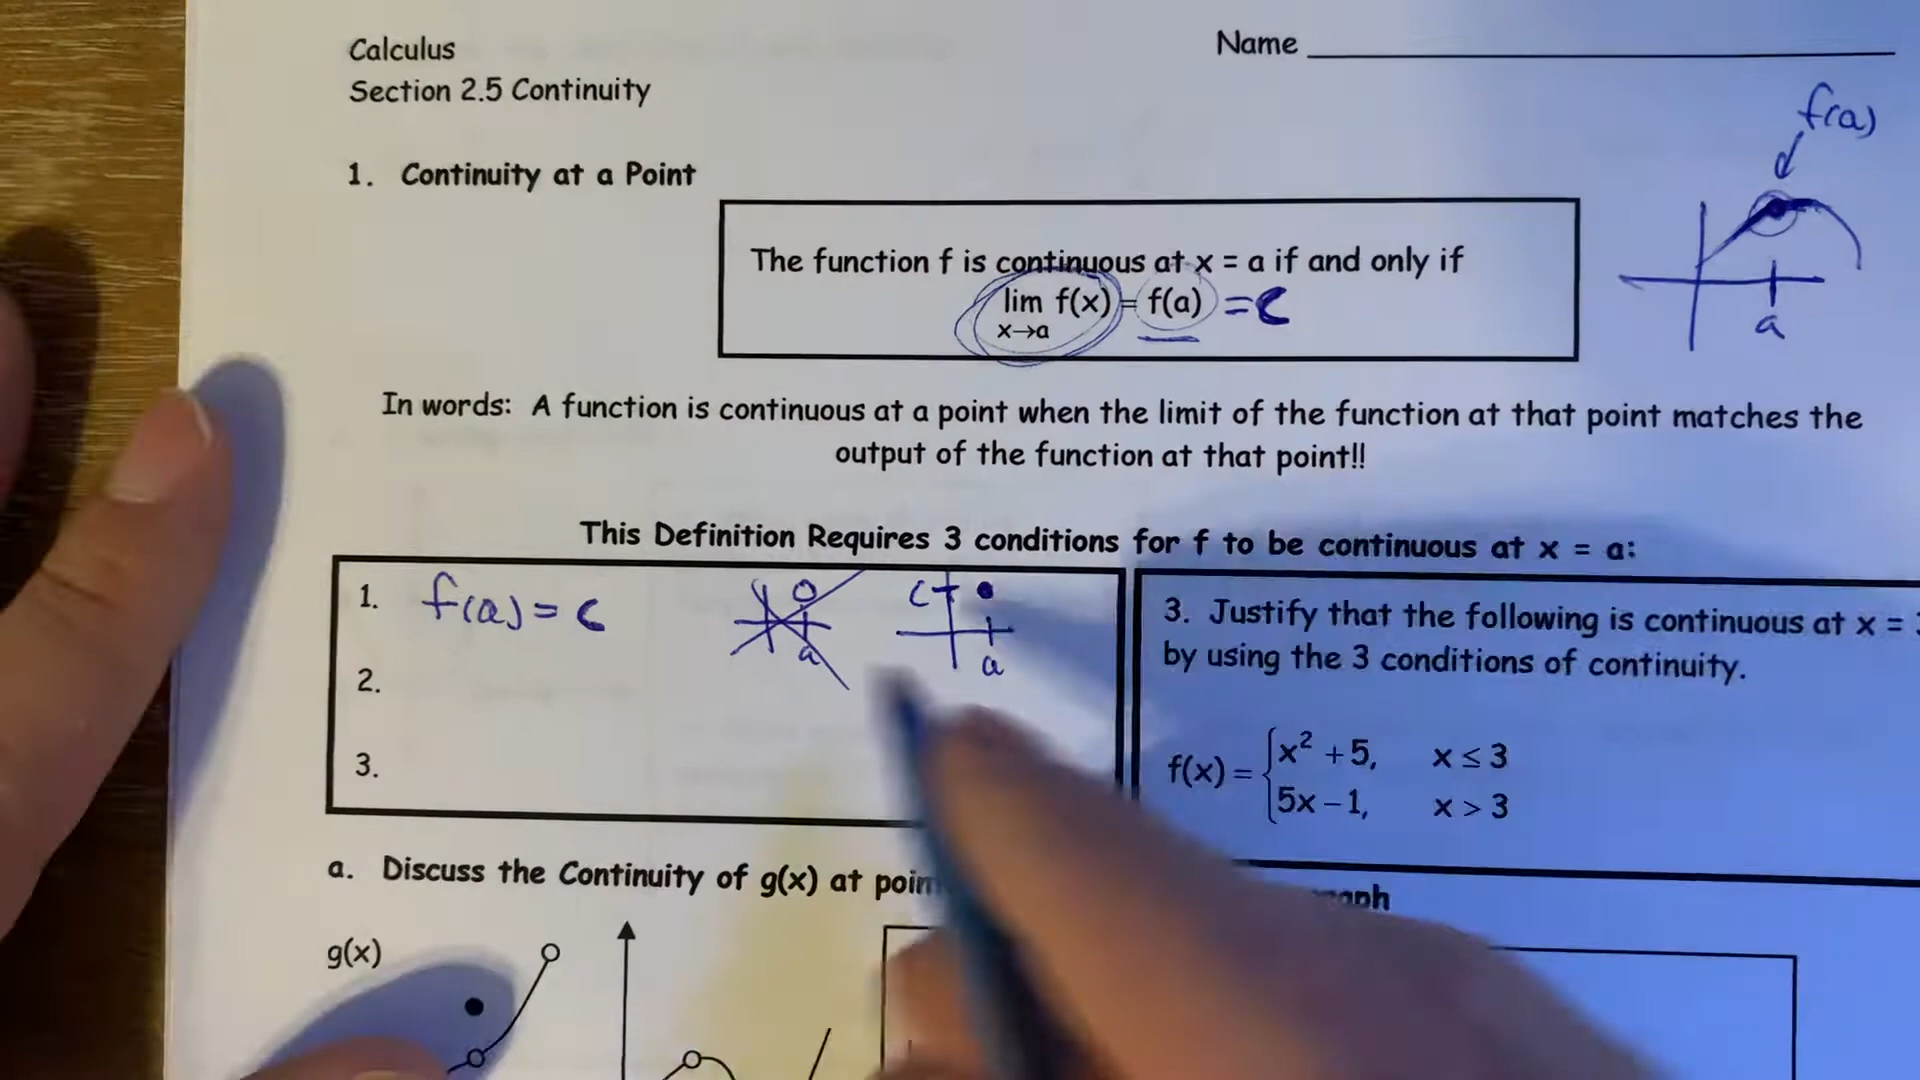 Calculus
Name
Section 2.5 Continuity
f(a)
1. Continuity at a Point
The function f is continuous at x = a if and only if
lim f(x) = f(a) = c
x→a
a
In words: A function is continuous at a point when the limit of the function at that point matches the
output of the function at that point!!
This Definition Requires 3 conditions for f to be continuous at x = a:
1. f(a) = c
a
c
a
2.
3.
3. Justify that the following is continuous at x =
by using the 3 conditions of continuity.
f(x) = { x² + 5, x ≤ 3
5x – 1, x > 3
a. Discuss the Continuity of g(x) at
g(x)